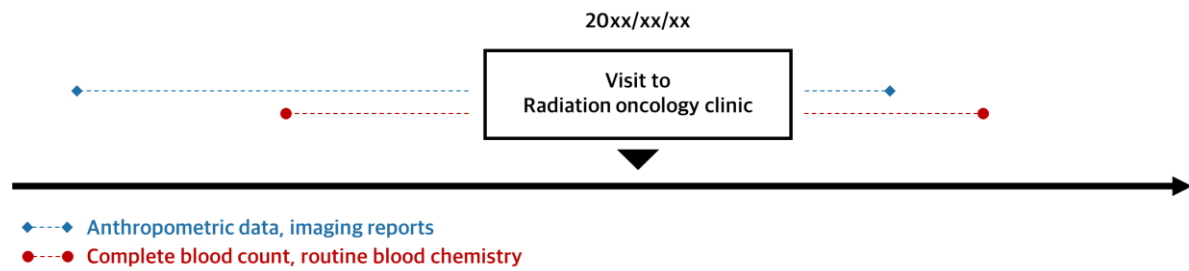 20xx/xx/xx
Visit to
Radiation oncology clinic
Anthropometric data, imaging reports
Complete blood count, routine blood chemistry